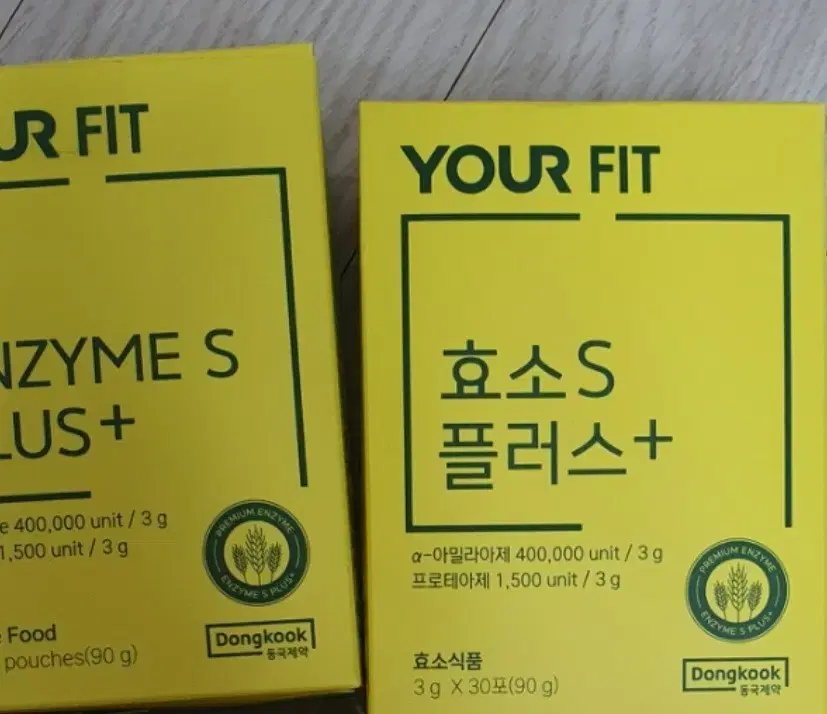 UR FIT
NZYME S
LUS+
e 400,000 unit / 3 g
1,500 unit / 3 g
PREMIUM ENZYME
ENZYME S PLUS+
Food
pouches(90 g)
Dongkook
동국제약
YOUR FIT
효소S
플러스+
α-아밀라아제 400,000 unit / 3 g
프로테아제 1,500 unit / 3 g
PREMIUM ENZYME
ENZYME S PLUS+
효소식품
3 g X 30포(90 g)
Dongkook
동국제약